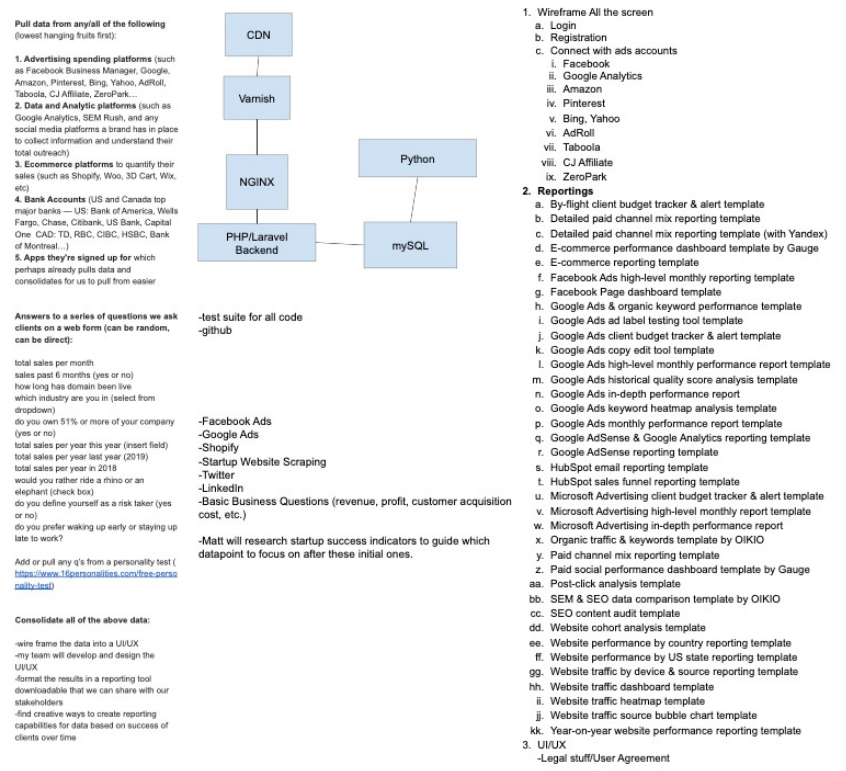 Pull data from any/all of the following
(lowest hanging fruits first):
1. Advertising spending platforms (such
as Facebook Business Manager, Google,
Amazon, Pinterest, Bing, Yahoo, AdRoll,
Taboola, CJ Affiliate, ZeroPark...
2. Data and Analytic platforms (such as
Google Analytics, SEM Rush, and any
social media platforms a brand has in place
to collect information and understand their
total outreach)
3. Ecommerce platforms to quantify their
sales (such as Shopify, Woo, 3D Cart, Wix,
etc)
4. Bank Accounts (US and Canada top
major banks — US: Bank of America, Wells
Fargo, Chase, Citibank, US Bank, Capital
One  CAD: TD, RBC, CIBC, HSBC, Bank
of Montreal...)
5. Apps they're signed up for which
perhaps already pulls data and
consolidates for us to pull from easier
Answers to a series of questions we ask
clients on a web form (can be random,
can be direct):
total sales per month
sales past 6 months (yes or no)
how long has domain been live
which industry are you in (select from
dropdown)
do you own 51% or more of your company
(yes or no)
total sales per year this year (insert field)
total sales per year last year (2019)
total sales per year in 2018
would you rather ride a rhino or an
elephant (check box)
do you define yourself as a risk taker (yes
or no)
do you prefer waking up early or staying up
late to work?
Add or pull any q's from a personality test (
https://www.16personalities.com/free-perso
nality-test)
Consolidate all of the above data:
-wire frame the data into a UI/UX
-my team will develop and design the
UI/UX
-format the results in a reporting tool
downloadable that we can share with our
stakeholders
-find creative ways to create reporting
capabilities for data based on success of
clients over time
CDN
Varnish
NGINX
PHP/Laravel
Backend
Python
mySQL
-test suite for all code
-github
-Facebook Ads
-Google Ads
-Shopify
-Startup Website Scraping
-Twitter
-LinkedIn
-Basic Business Questions (revenue, profit, customer acquisition
cost, etc.)
-Matt will research startup success indicators to guide which
datapoint to focus on after these initial ones.
1. Wireframe All the screen
a. Login
b. Registration
c. Connect with ads accounts
i. Facebook
ii. Google Analytics
iii. Amazon
iv. Pinterest
v. Bing, Yahoo
vi. AdRoll
vii. Taboola
viii. CJ Affiliate
ix. ZeroPark
2. Reportings
a. By-flight client budget tracker & alert template
b. Detailed paid channel mix reporting template
c. Detailed paid channel mix reporting template (with Yandex)
d. E-commerce performance dashboard template by Gauge
e. E-commerce reporting template
f. Facebook Ads high-level monthly reporting template
g. Facebook Page dashboard template
h. Google Ads & organic keyword performance template
i. Google Ads ad label testing tool template
j. Google Ads client budget tracker & alert template
k. Google Ads copy edit tool template
l. Google Ads high-level monthly performance report template
m. Google Ads historical quality score analysis template
n. Google Ads in-depth performance report
o. Google Ads keyword heatmap analysis template
p. Google Ads monthly performance report template
q. Google AdSense & Google Analytics reporting template
r. Google AdSense reporting template
s. HubSpot email reporting template
t. HubSpot sales funnel reporting template
u. Microsoft Advertising client budget tracker & alert template
v. Microsoft Advertising high-level monthly report template
w. Microsoft Advertising in-depth performance report
x. Organic traffic & keywords template by OIKIO
y. Paid channel mix reporting template
z. Paid social performance dashboard template by Gauge
aa. Post-click analysis template
bb. SEM & SEO data comparison template by OIKIO
cc. SEO content audit template
dd. Website cohort analysis template
ee. Website performance by country reporting template
ff. Website performance by US state reporting template
gg. Website traffic by device & source reporting template
hh. Website traffic dashboard template
ii. Website traffic heatmap template
jj. Website traffic source bubble chart template
kk. Year-on-year website performance reporting template
3. UI/UX
-Legal stuff/User Agreement